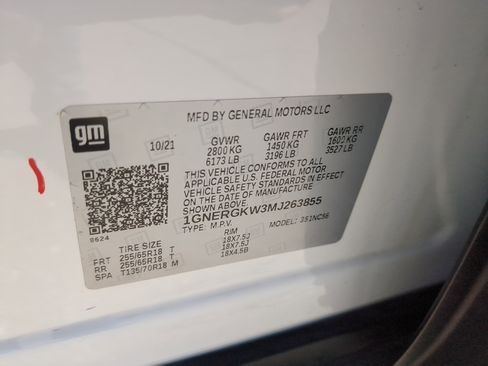 gm
MFD BY GENERAL MOTORS LLC
10/21 GVWR GAWR FRT GAWR RR
2800 KG 1450 KG 1600 KG
6173 LB 3196 LB 3527 LB
THIS VEHICLE CONFORMS TO ALL
APPLICABLE U.S. FEDERAL MOTOR
VEHICLE SAFETY STANDARDS IN EFFECT
ON THE DATE OF MANUFACTURE
SHOWN ABOVE.
1GNERGKW3MJ263855
8624 TYPE: M.P.V. MODEL: 351NC56
TIRE SIZE RIM
FRT 255/65R18 T 18X7.5J
RR 255/65R18 T 18X7.5J
SPA T135/70R18 M 18X4.5B